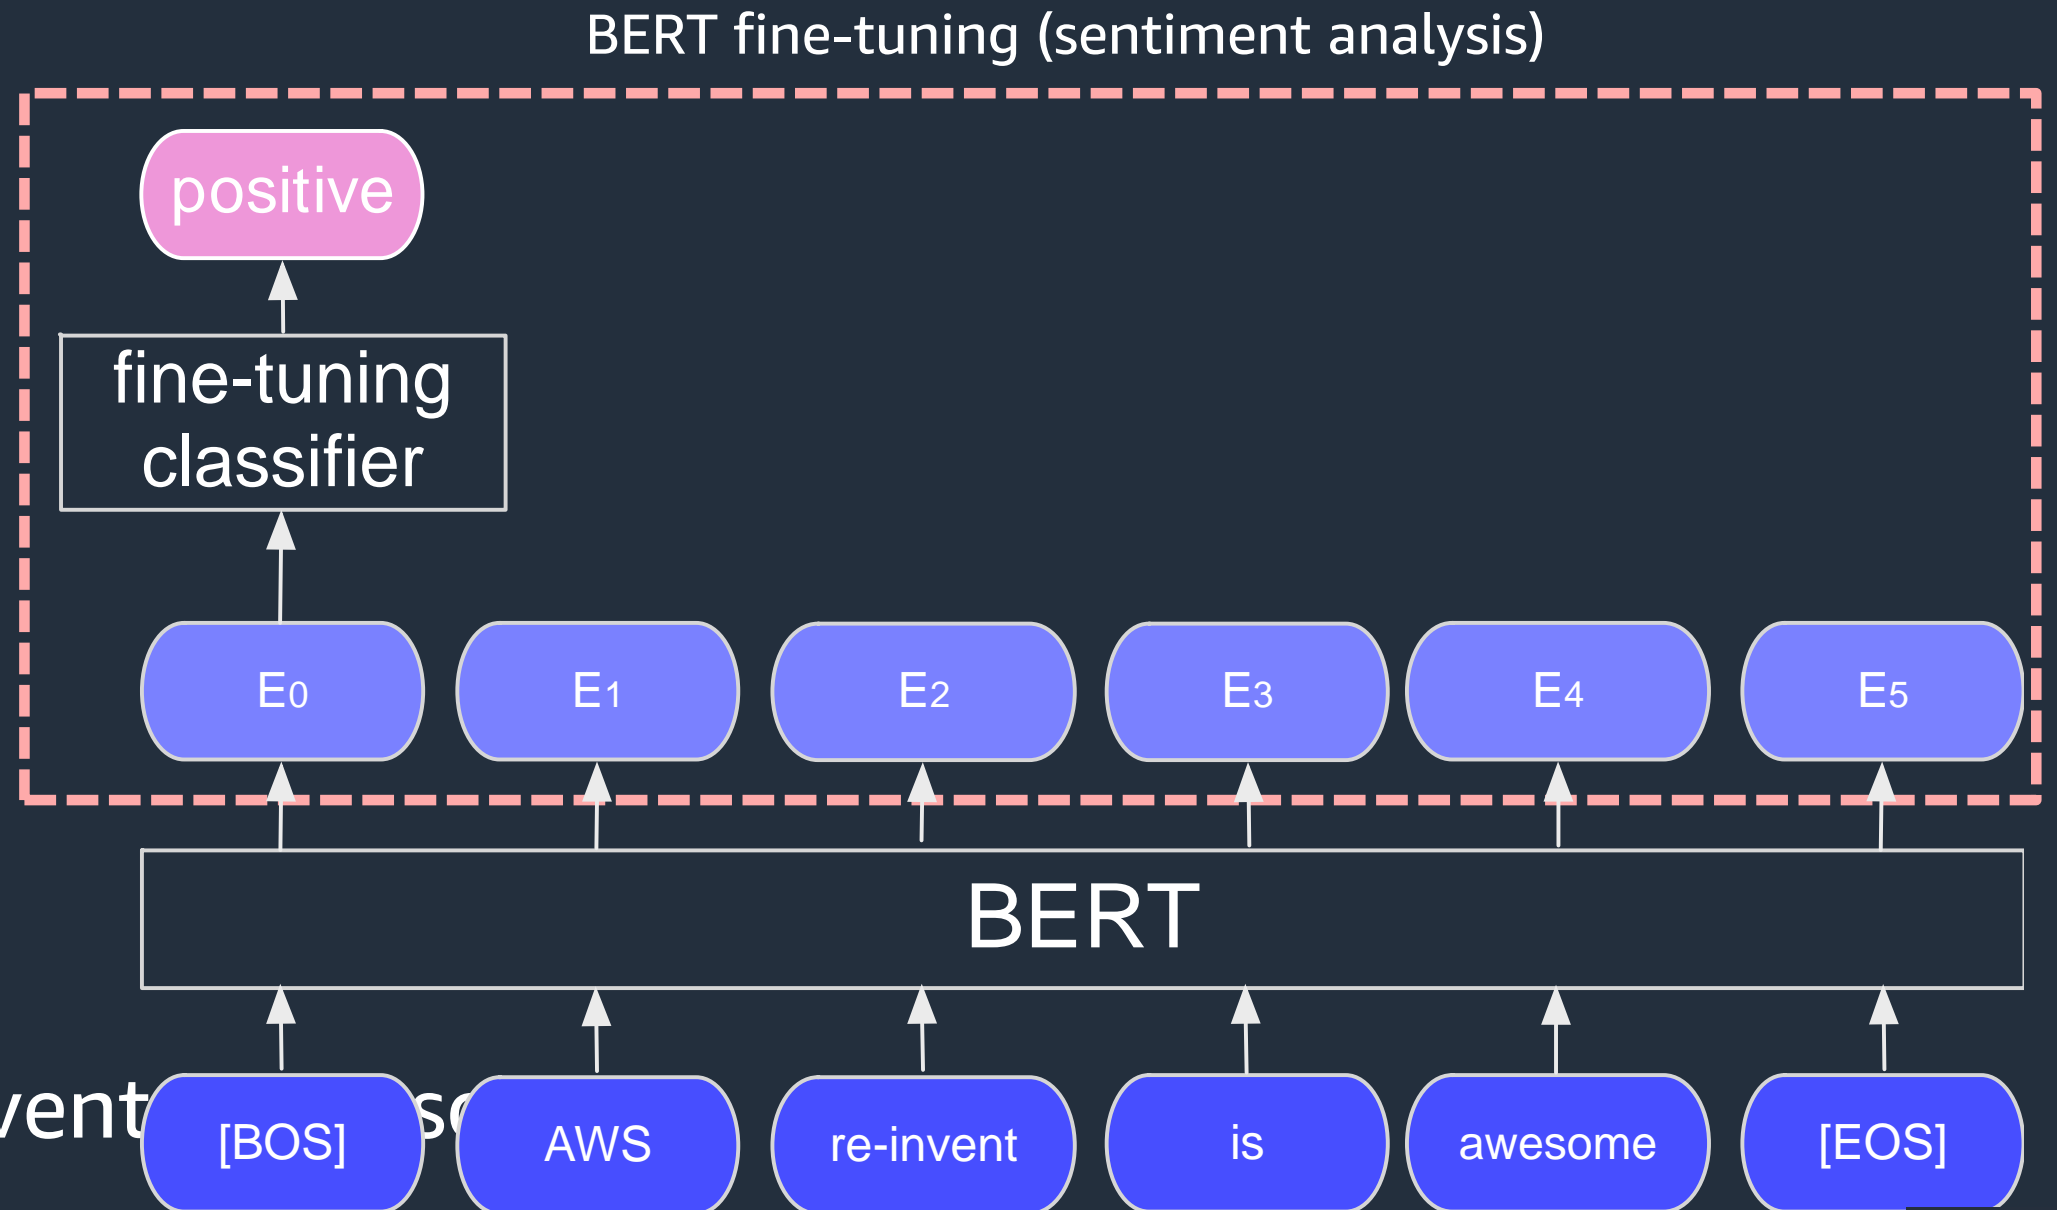 BERT fine-tuning (sentiment analysis)
positive
fine-tuning
classifier
E0 E1 E2 E3 E4 E5
BERT
[BOS] AWS re-invent is awesome [EOS]